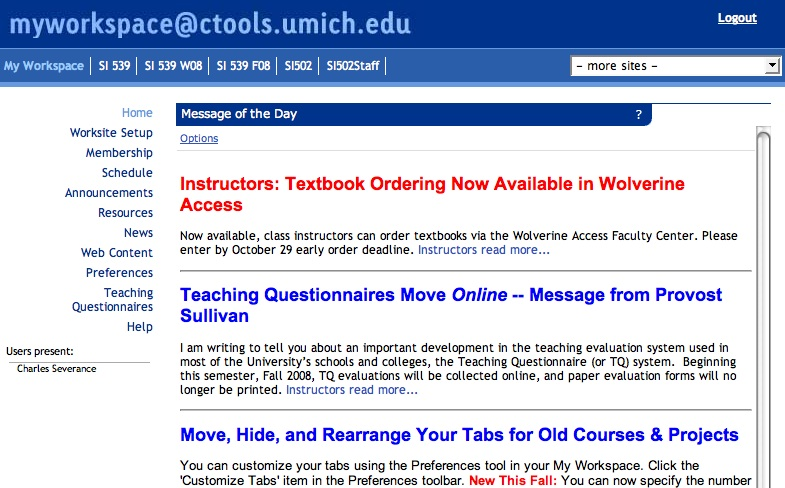 myworkspace@ctools.umich.edu
Logout
My Workspace
SI 539
SI 539 W08
SI 539 F08
SI502
SI502Staff
– more sites –
Home
Worksite Setup
Membership
Schedule
Announcements
Resources
News
Web Content
Preferences
Teaching
Questionnaires
Help
Users present:
Charles Severance
Message of the Day
?
Options
Instructors: Textbook Ordering Now Available in Wolverine
Access
Now available, class instructors can order textbooks via the Wolverine Access Faculty Center. Please
enter by October 29 early order deadline. Instructors read more...
Teaching Questionnaires Move Online -- Message from Provost
Sullivan
I am writing to tell you about an important development in the teaching evaluation system used in
most of the University's schools and colleges, the Teaching Questionnaire (or TQ) system. Beginning
this semester, Fall 2008, TQ evaluations will be collected online, and paper evaluation forms will no
longer be printed. Instructors read more...
Move, Hide, and Rearrange Your Tabs for Old Courses & Projects
You can customize your tabs using the Preferences tool in your My Workspace. Click the
'Customize Tabs' item in the Preferences toolbar. New This Fall: You can now specify the number